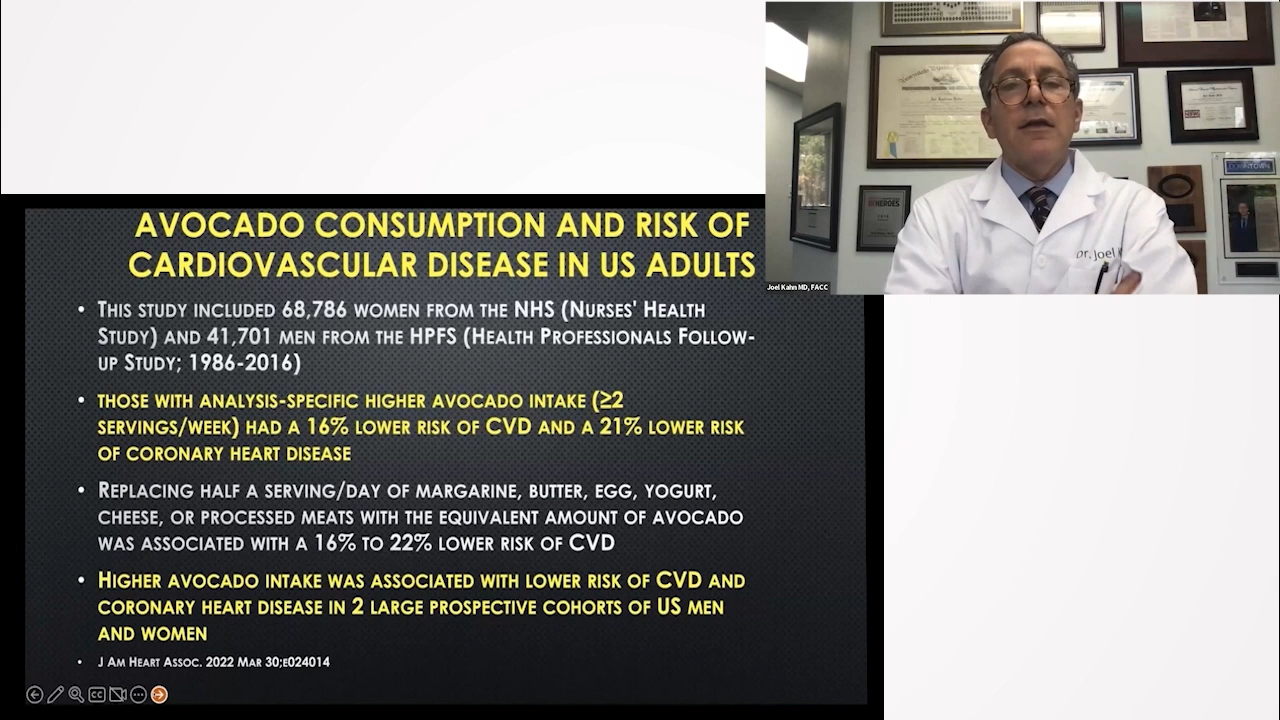 AVOCADO CONSUMPTION AND RISK OF
CARDIOVASCULAR DISEASE IN US ADULTS
• THIS STUDY INCLUDED 68,786 WOMEN FROM THE NHS (NURSES' HEALTH
STUDY) AND 41,701 MEN FROM THE HPFS (HEALTH PROFESSIONALS FOLLOW-
UP STUDY; 1986-2016)
• THOSE WITH ANALYSIS-SPECIFIC HIGHER AVOCADO INTAKE (≥2
SERVINGS/WEEK) HAD A 16% LOWER RISK OF CVD AND A 21% LOWER RISK
OF CORONARY HEART DISEASE
• REPLACING HALF A SERVING/DAY OF MARGARINE, BUTTER, EGG, YOGURT,
CHEESE, OR PROCESSED MEATS WITH THE EQUIVALENT AMOUNT OF AVOCADO
WAS ASSOCIATED WITH A 16% TO 22% LOWER RISK OF CVD
• HIGHER AVOCADO INTAKE WAS ASSOCIATED WITH LOWER RISK OF CVD AND
CORONARY HEART DISEASE IN 2 LARGE PROSPECTIVE COHORTS OF US MEN
AND WOMEN
• J AM HEART ASSOC. 2022 MAR 30;E024014
CC
Dr. Joel
DOWNTOWN
HEROES
Joel Kahn MD, FACC